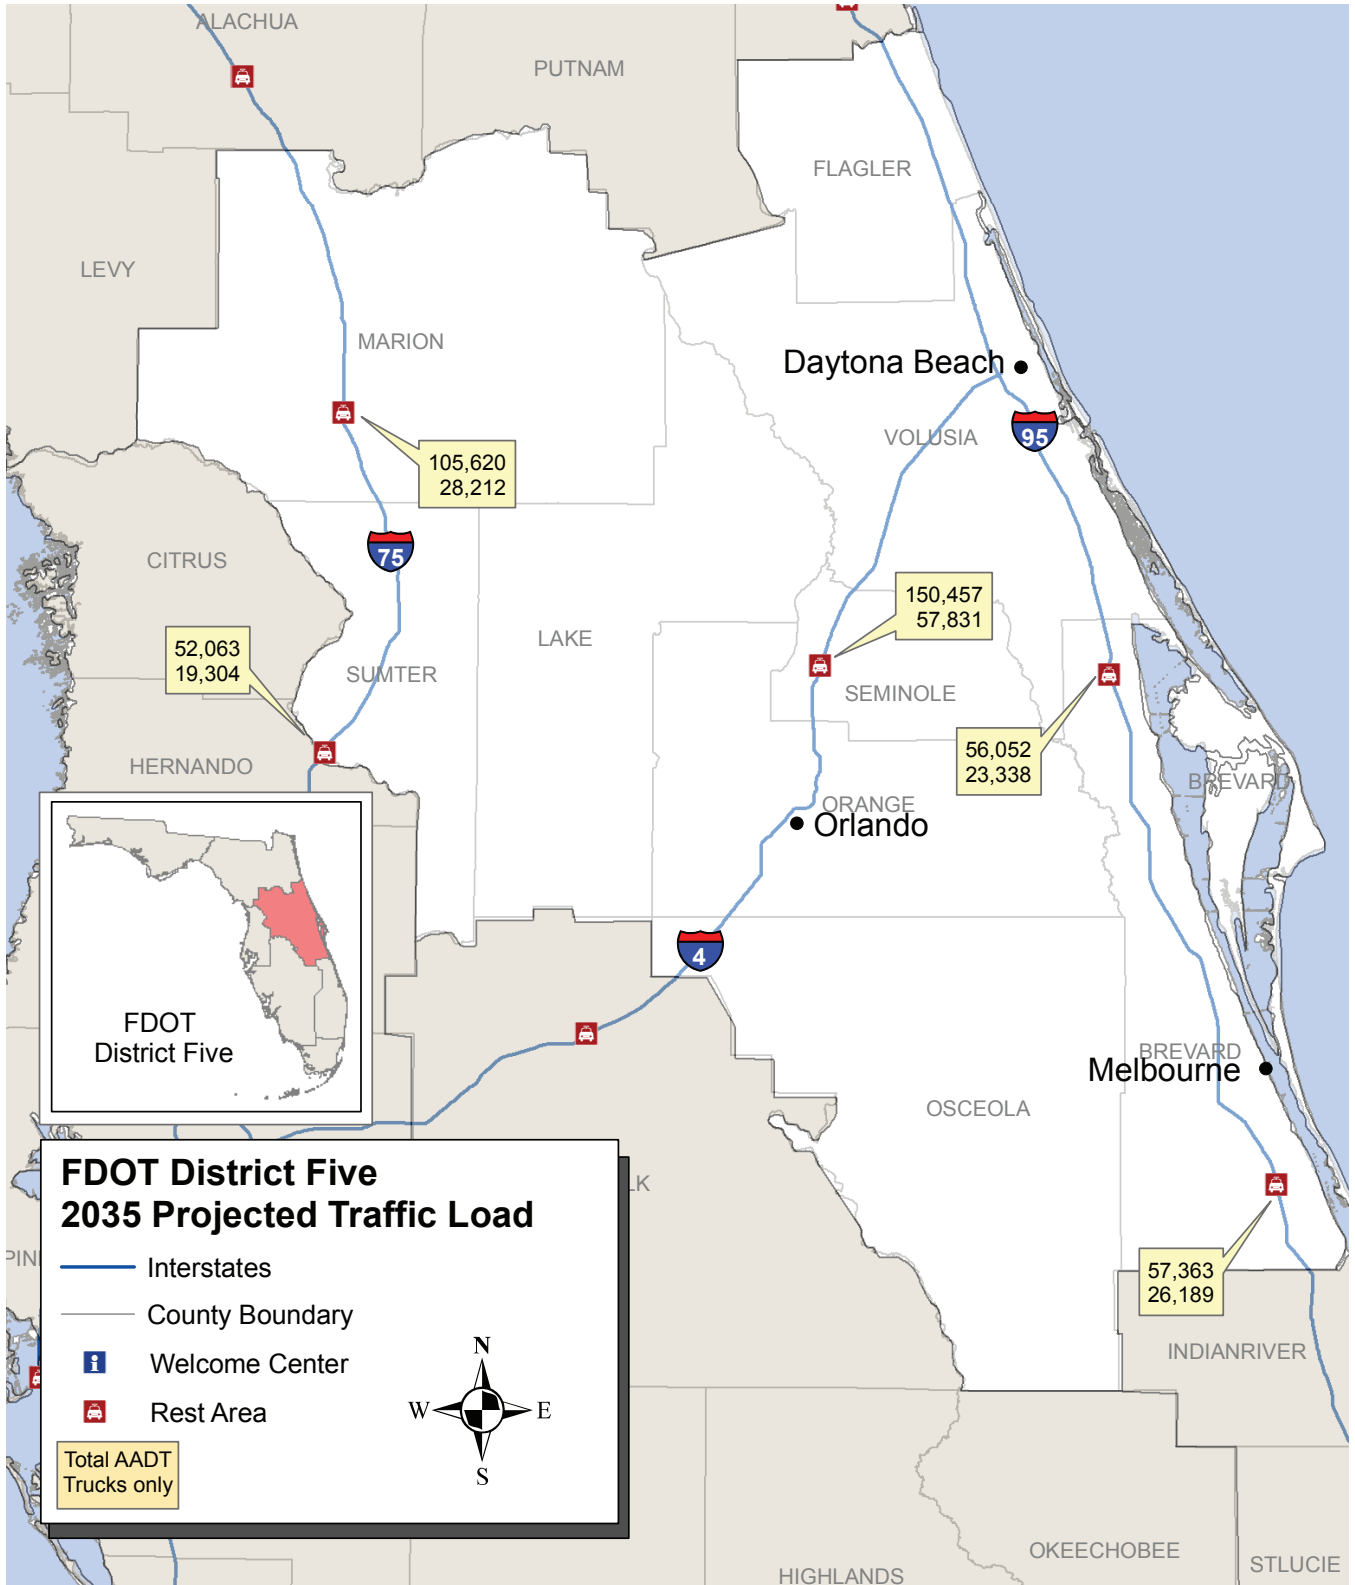 ALACHUA
PUTNAM
FLAGLER
LEVY
MARION
Daytona Beach
VOLUSIA
95
105,620
28,212
75
CITRUS
150,457
57,831
LAKE
52,063
19,304
SUMTER
SEMINOLE
56,052
23,338
HERNANDO
BREVARD
ORANGE
Orlando
4
FDOT
District Five
BREVARD
Melbourne
OSCEOLA
FDOT District Five
2035 Projected Traffic Load
LK
PIN
Interstates
County Boundary
Welcome Center
Rest Area
Total AADT
Trucks only
N
W
E
S
57,363
26,189
INDIANRIVER
OKEECHOBEE
STLUCIE
HIGHLANDS